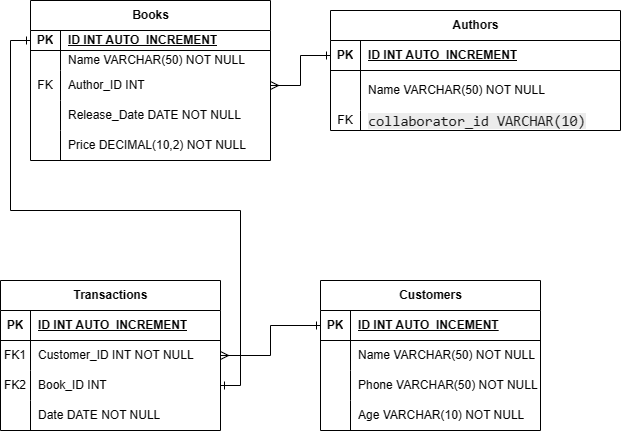 Books
PK ID INT AUTO_INCREMENT
Name VARCHAR(50) NOT NULL
FK Author_ID INT
Release_Date DATE NOT NULL
Price DECIMAL(10,2) NOT NULL
Authors
PK ID INT AUTO_INCREMENT
Name VARCHAR(50) NOT NULL
FK collaborator_id VARCHAR(10)
Transactions
PK ID INT AUTO_INCREMENT
FK1 Customer_ID INT NOT NULL
FK2 Book_ID INT
Date DATE NOT NULL
Customers
PK ID INT AUTO_INCEMENT
Name VARCHAR(50) NOT NULL
Phone VARCHAR(50) NOT NULL
Age VARCHAR(10) NOT NULL